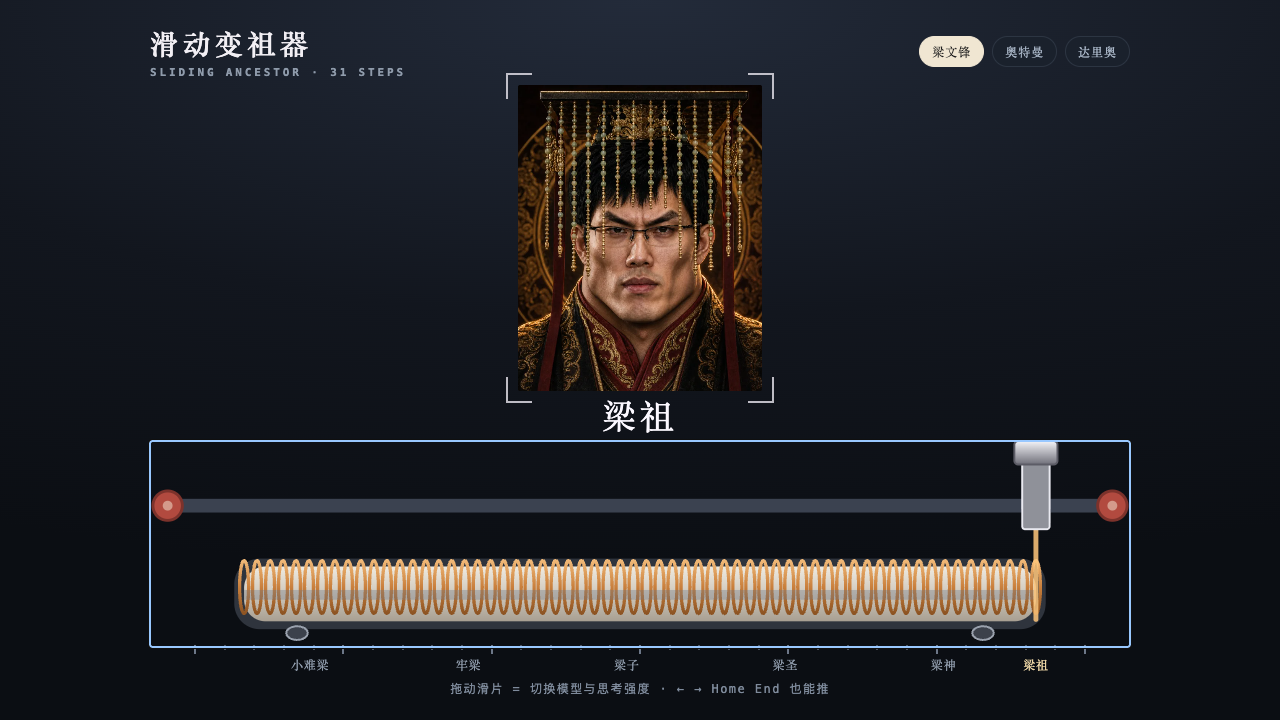 滑动变祖器
SLIDING ANCESTOR · 31 STEPS
梁文锋
奥特曼
达里奥
梁祖
小难梁
牢梁
梁子
梁圣
梁神
梁祖
拖动滑片 = 切换模型与思考强度 · ← → Home End 也能推